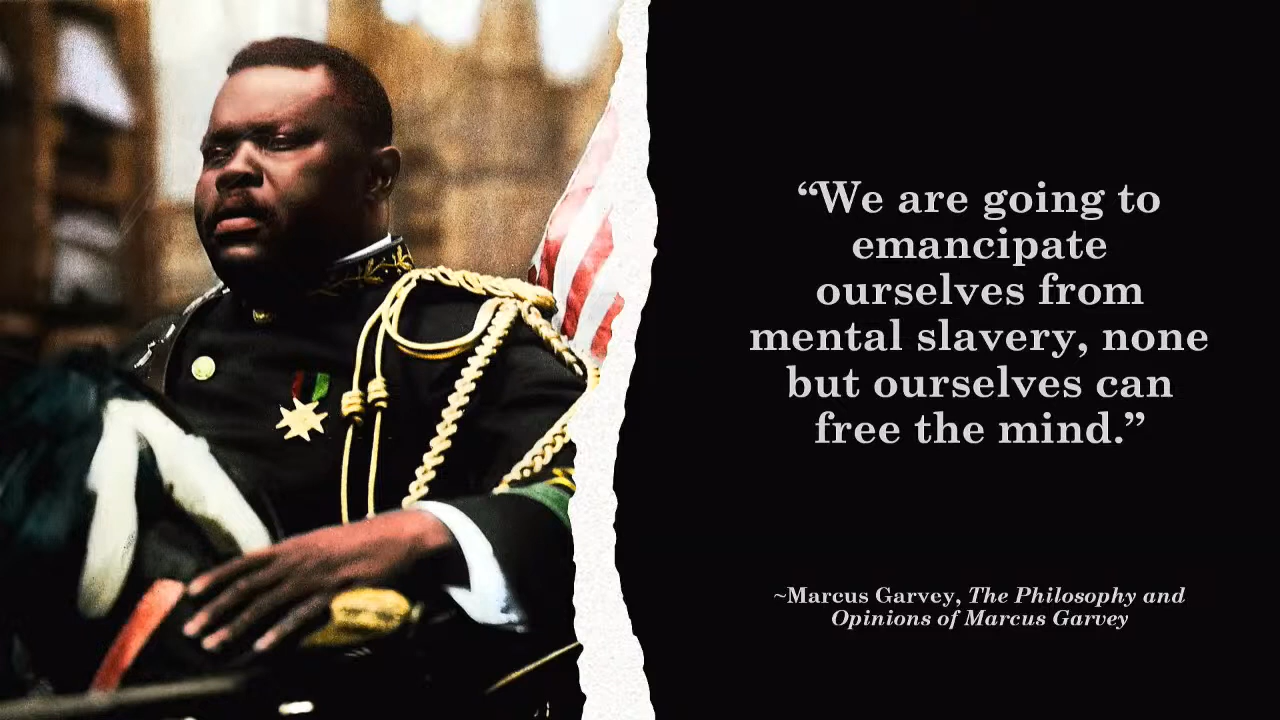 “We are going to
emancipate
ourselves from
mental slavery, none
but ourselves can
free the mind.”
~Marcus Garvey, The Philosophy and
Opinions of Marcus Garvey